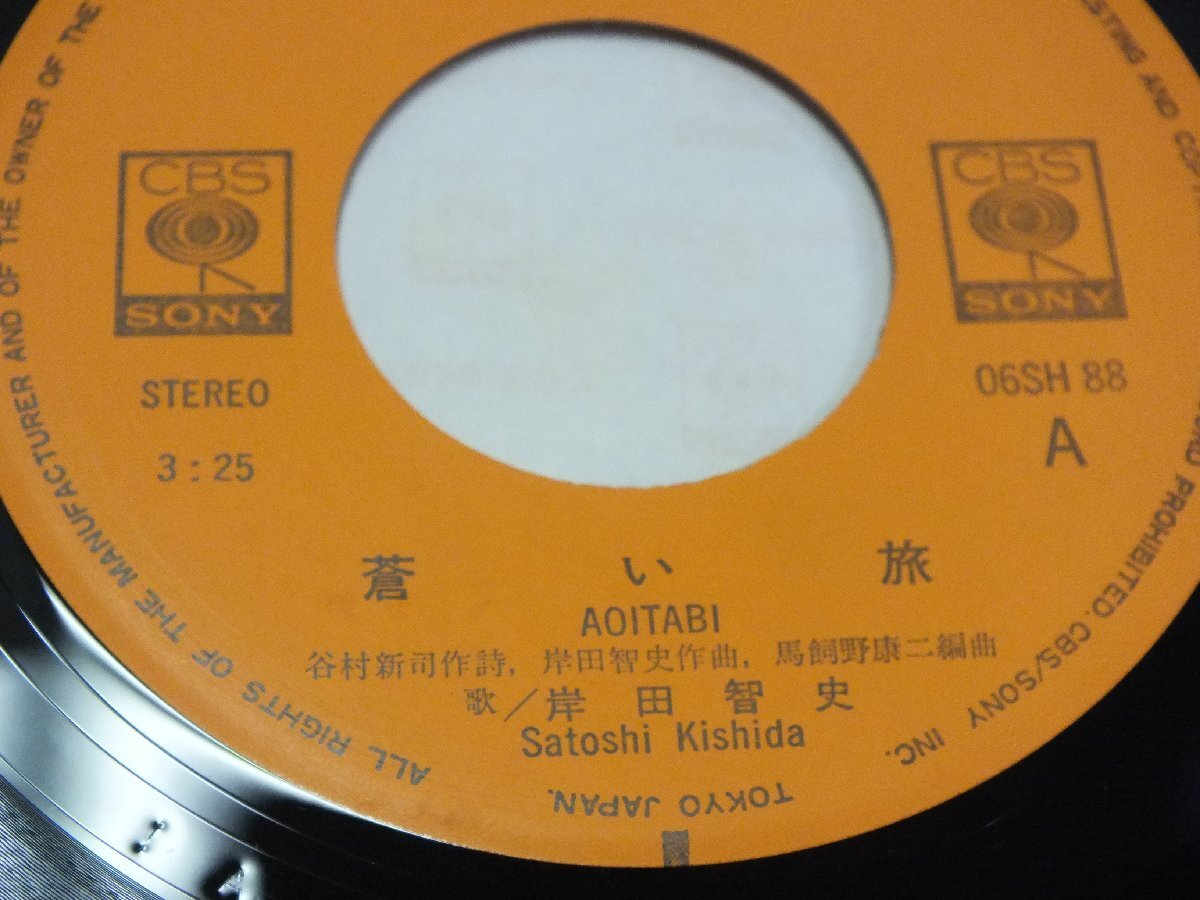 CBS
SONY
CBS
SONY
STEREO
3:25
06SH 88
A
蒼い旅
AOITABI
谷村新司作詩, 岸田智史作曲, 馬飼野康二編曲
歌／岸田智史
Satoshi Kishida
ALL RIGHTS OF THE MANUFACTURER AND OF THE OWNER OF THE
PROHIBITED. CBS/SONY INC.
TOKYO JAPAN.